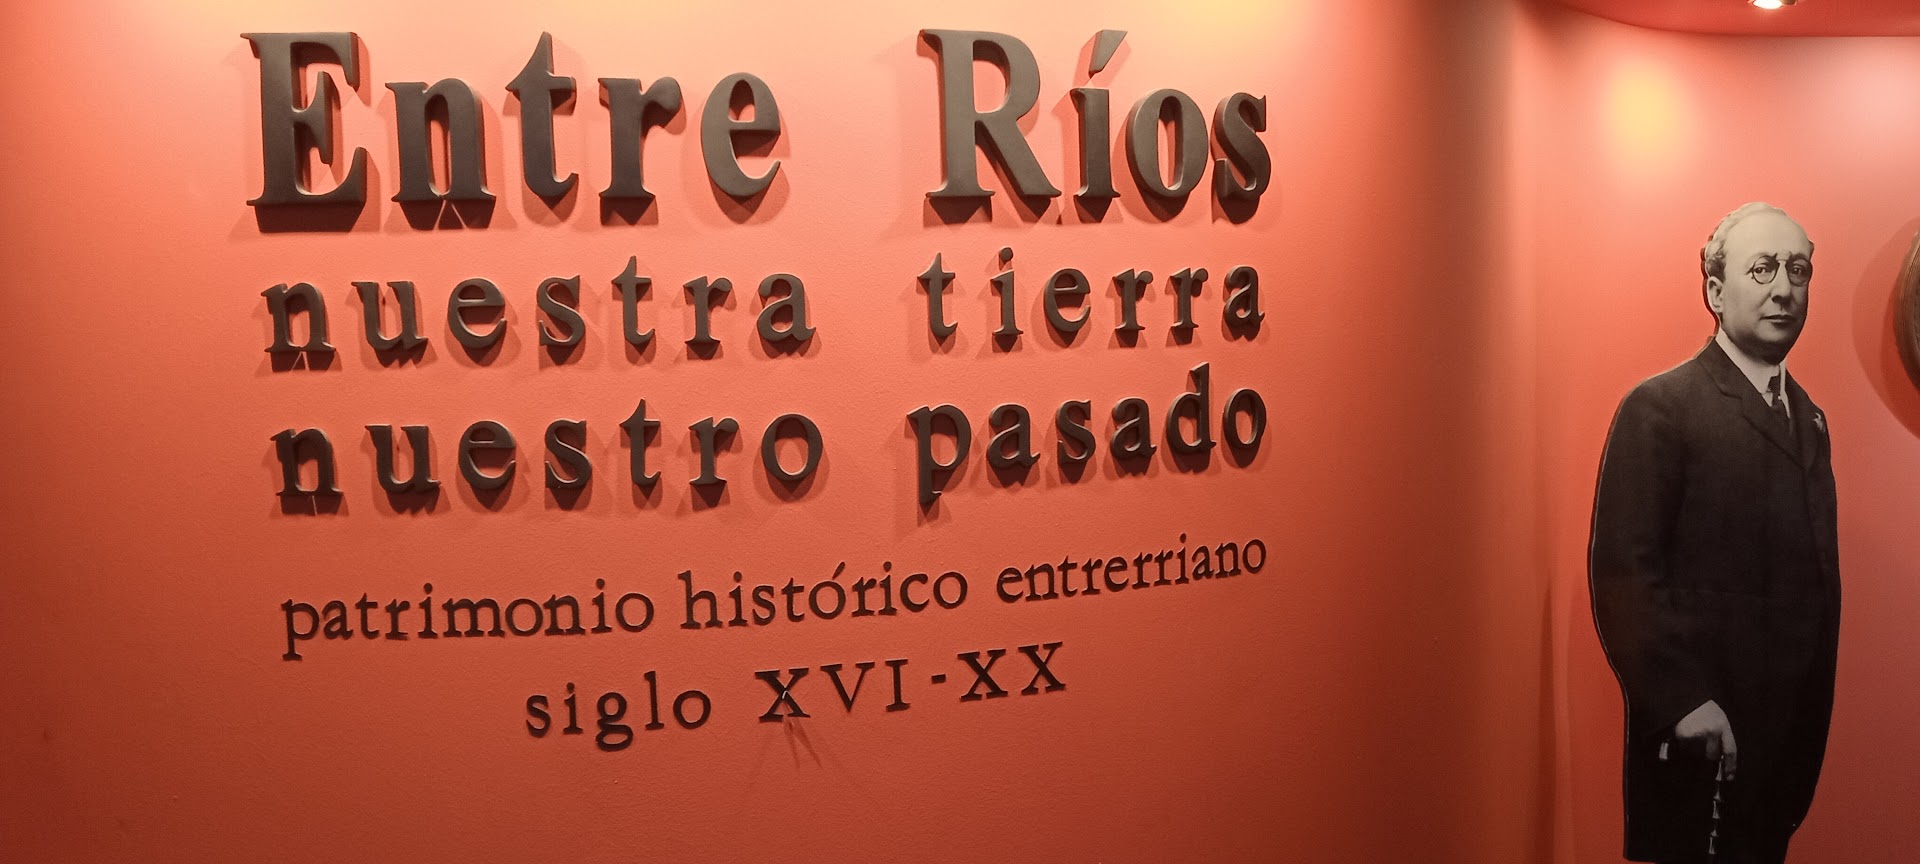 Entre Ríos
nuestra tierra
nuestro pasado
patrimonio histórico entrerriano
siglo XVI-XX